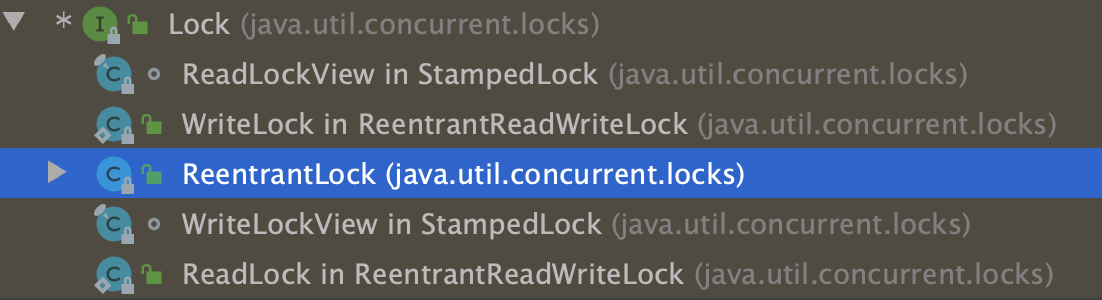 * I Lock (java.util.concurrent.locks)
C ReadLockView in StampedLock (java.util.concurrent.locks)
C WriteLock in ReentrantReadWriteLock (java.util.concurrent.locks)
C ReentrantLock (java.util.concurrent.locks)
C WriteLockView in StampedLock (java.util.concurrent.locks)
C ReadLock in ReentrantReadWriteLock (java.util.concurrent.locks)